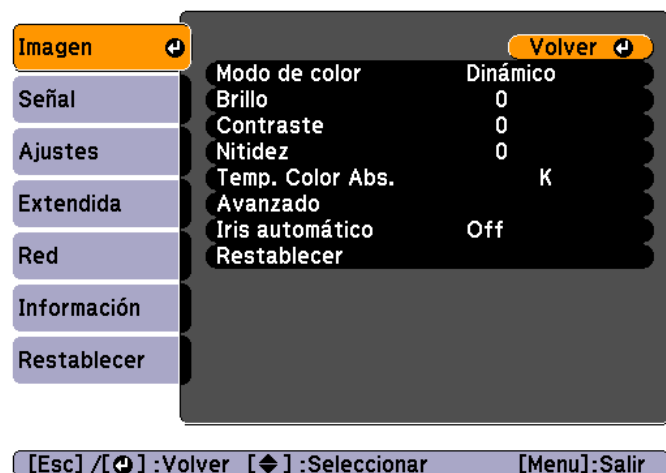 Imagen
Señal
Ajustes
Extendida
Red
Información
Restablecer
Volver
Modo de color Dinámico
Brillo 0
Contraste 0
Nitidez 0
Temp. Color Abs. K
Avanzado
Iris automático Off
Restablecer
[Esc] /[ ] :Volver [ ] :Seleccionar [Menu]:Salir